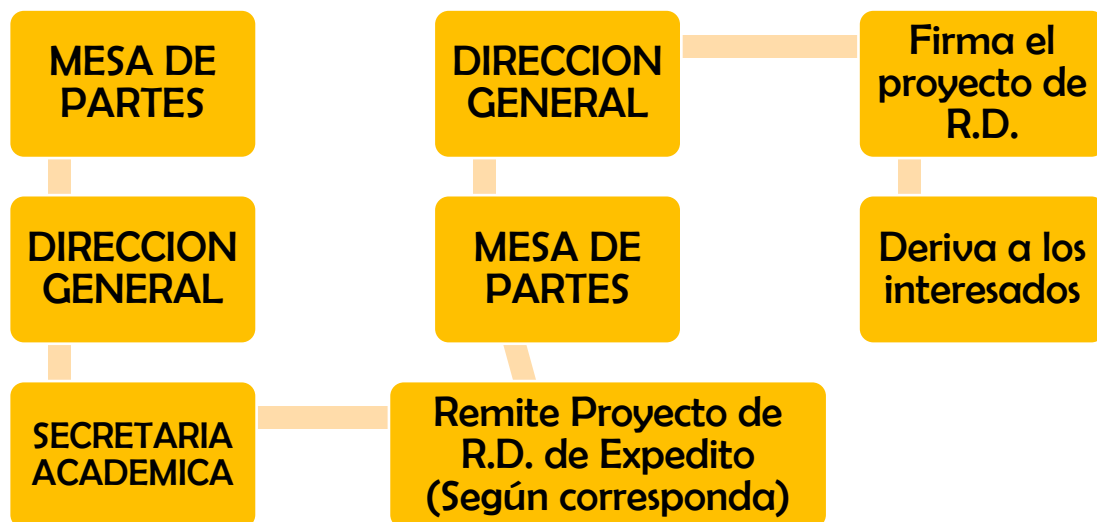 MESA DE
PARTES
DIRECCION
GENERAL
SECRETARIA
ACADEMICA
Remite Proyecto de
R.D. de Expedito
(Según corresponda)
MESA DE
PARTES
DIRECCION
GENERAL
Firma el
proyecto de
R.D.
Deriva a los
interesados